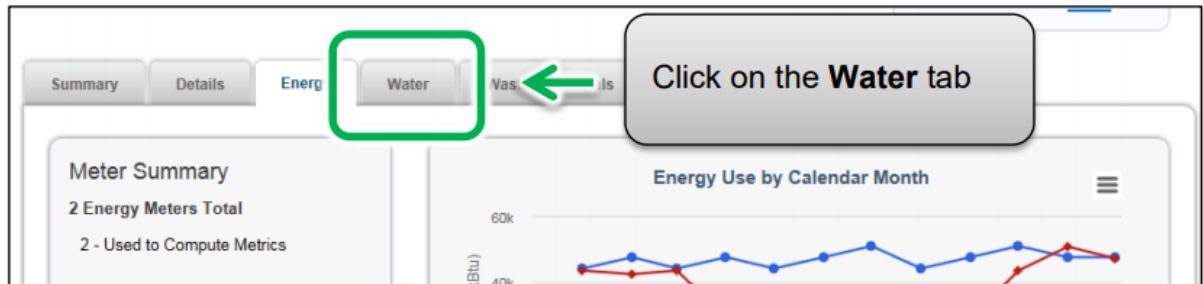 Summary Details Energ Water Was ls
Click on the Water tab
Meter Summary
2 Energy Meters Total
2 - Used to Compute Metrics
Energy Use by Calendar Month
60k
40k
Btu)